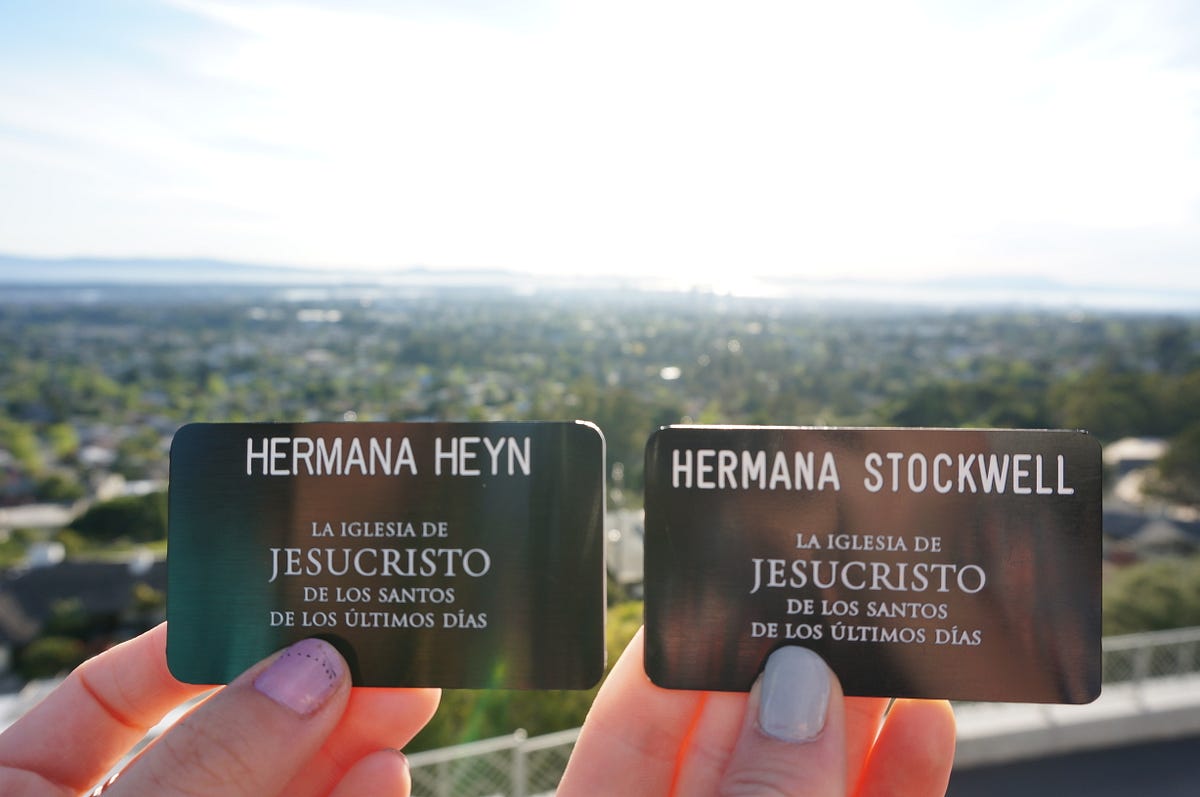 HERMANA HEYN
LA IGLESIA DE
JESUCRISTO
DE LOS SANTOS
DE LOS ÚLTIMOS DÍAS
HERMANA STOCKWELL
LA IGLESIA DE
JESUCRISTO
DE LOS SANTOS
DE LOS ÚLTIMOS DÍAS